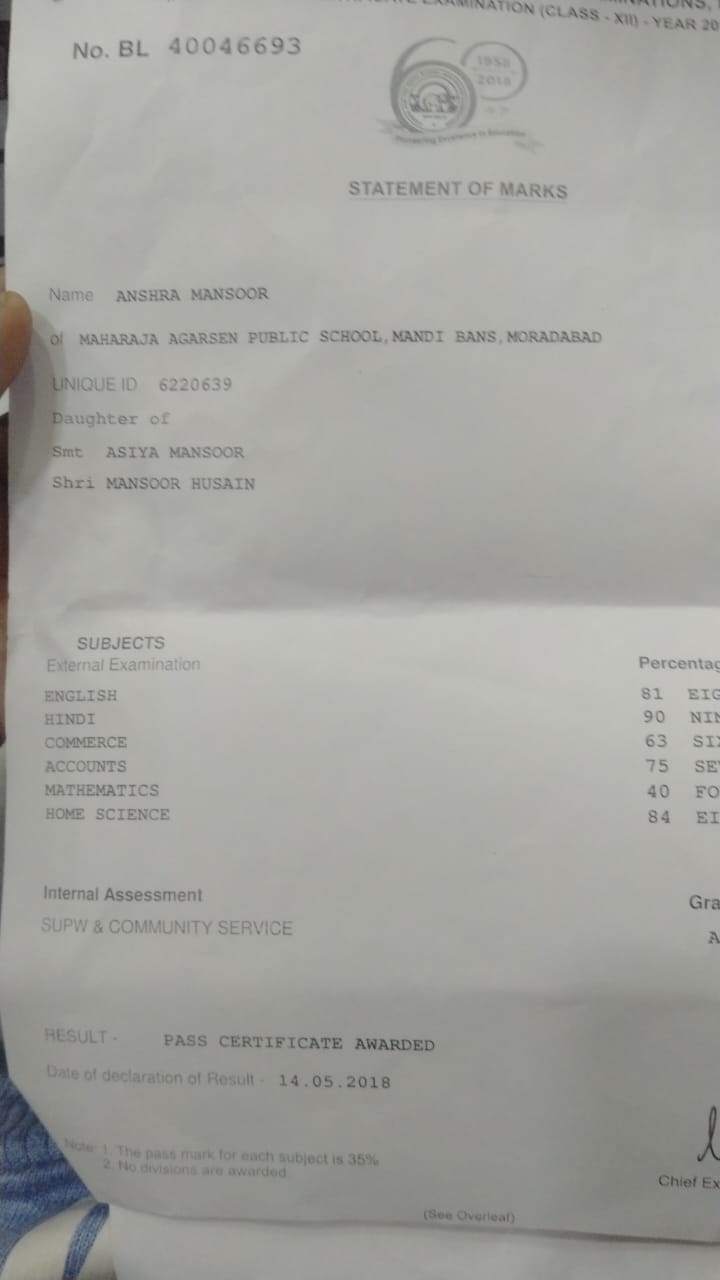 EXAMINATION (CLASS - XII) - YEAR 20
No. BL 40046693
1958
2018
STATEMENT OF MARKS
Name ANSHRA MANSOOR
of MAHARAJA AGARSEN PUBLIC SCHOOL,MANDI BANS,MORADABAD
UNIQUE ID 6220639
Daughter of
Smt ASIYA MANSOOR
Shri MANSOOR HUSAIN
SUBJECTS
External Examination Percentag
ENGLISH 81 EIG
HINDI 90 NIN
COMMERCE 63 SIX
ACCOUNTS 75 SE
MATHEMATICS 40 FO
HOME SCIENCE 84 EI
Internal Assessment Gra
SUPW & COMMUNITY SERVICE A
RESULT - PASS CERTIFICATE AWARDED
Date of declaration of Result - 14.05.2018
Note: 1. The pass mark for each subject is 35%
2. No divisions are awarded.
Chief Ex
(See Overleaf)